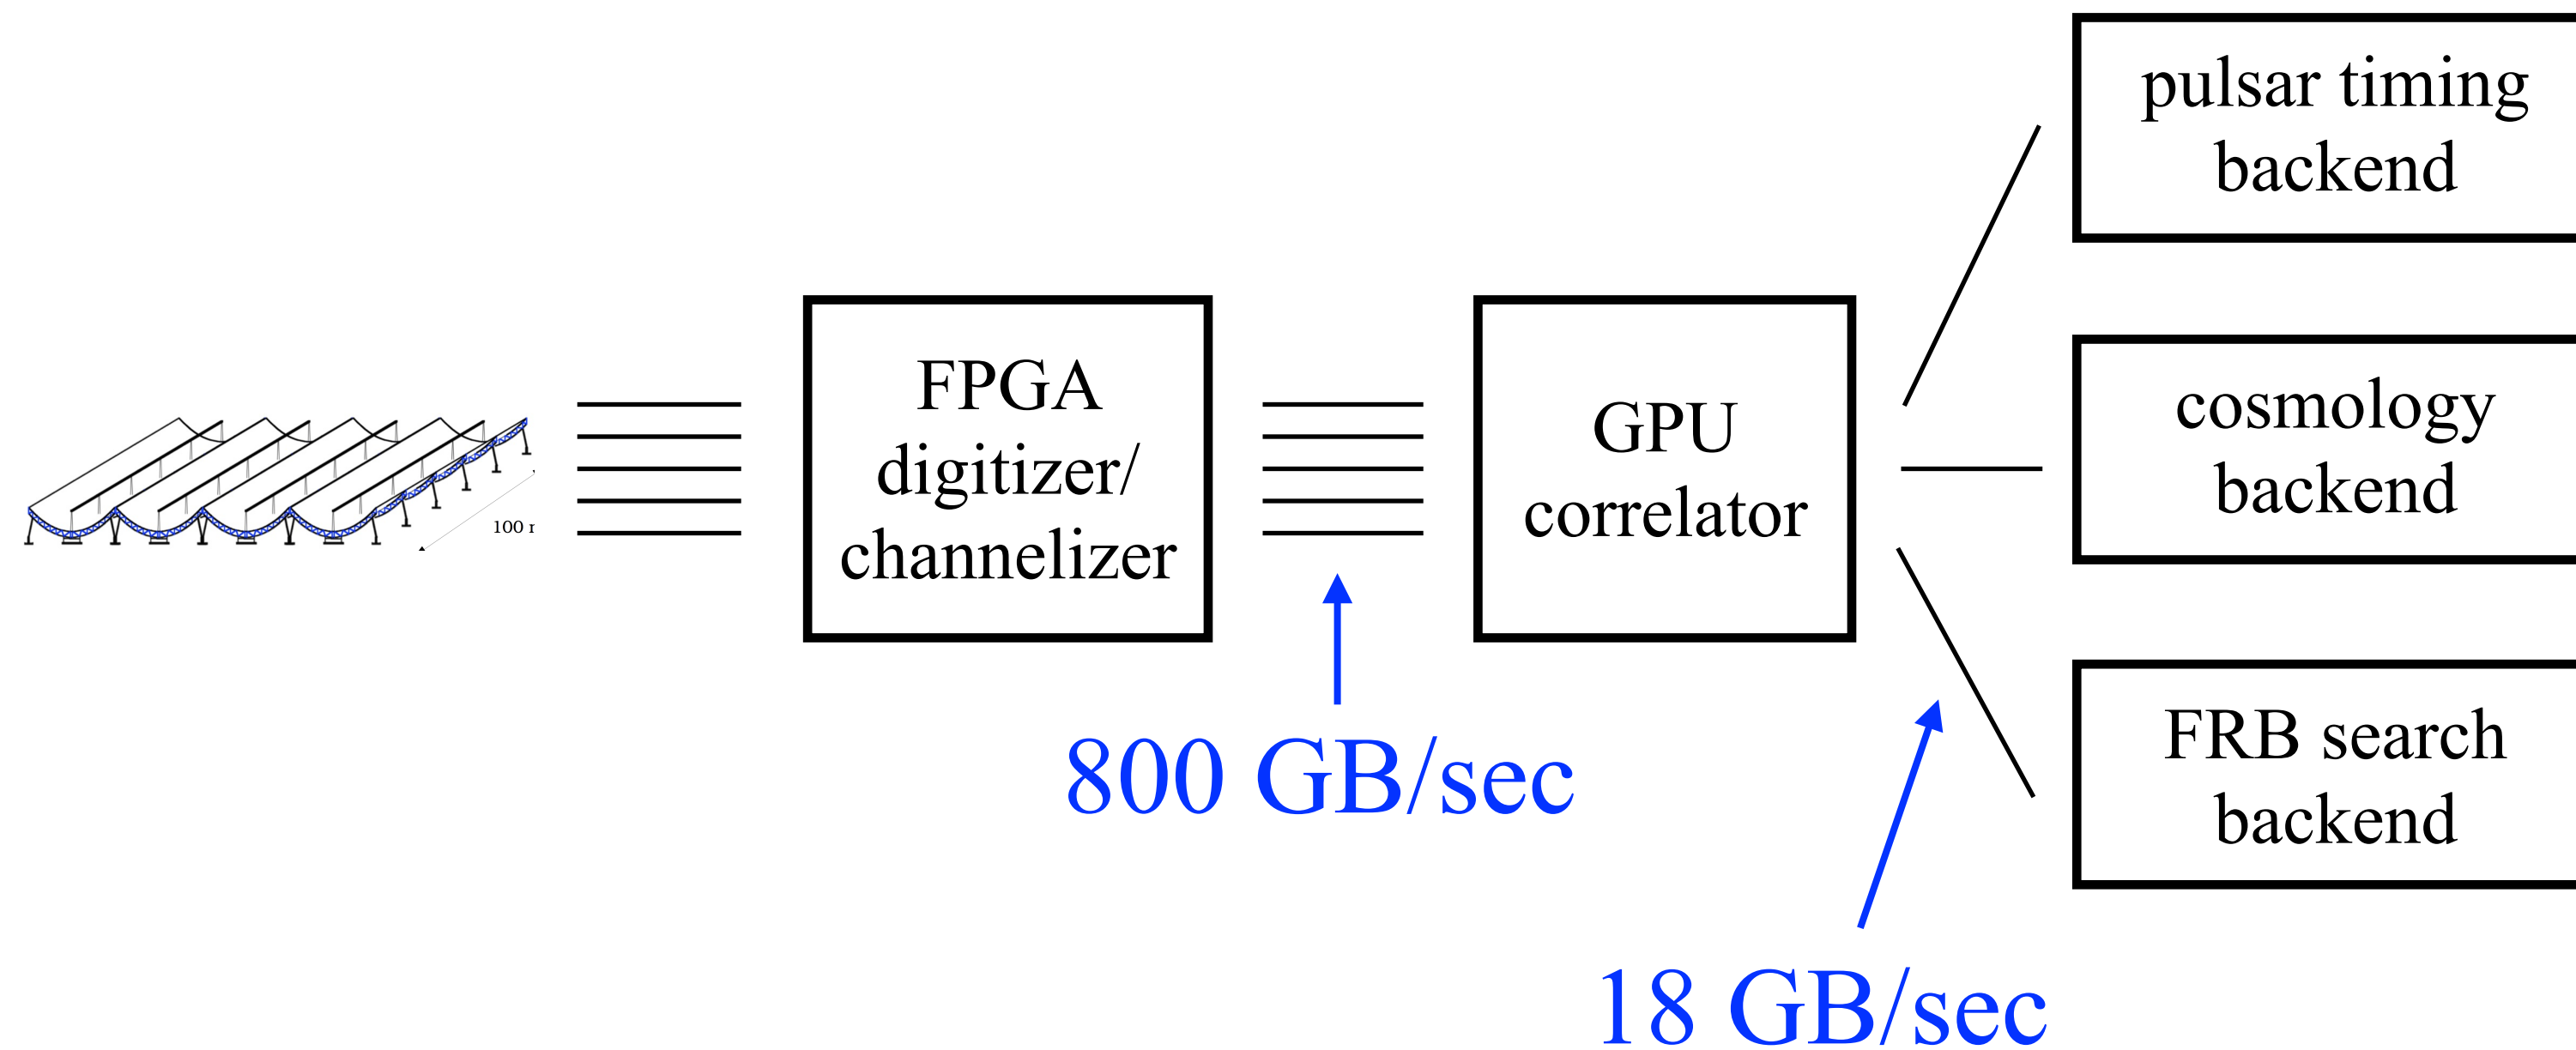 pulsar timing
backend
FPGA
digitizer/
channelizer
GPU
correlator
cosmology
backend
100
800 GB/sec
FRB search
backend
18 GB/sec